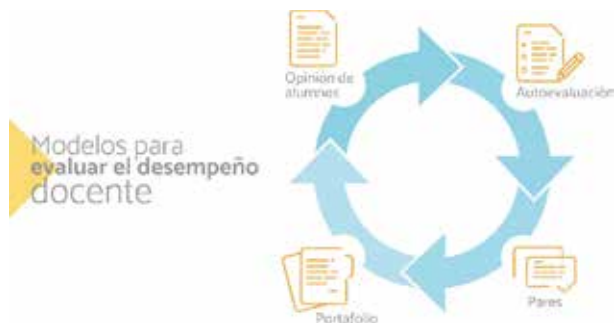 Modelos para
evaluar el desempeño
docente
Opinión de
alumnos
Autoevaluación
Pares
Portafolio